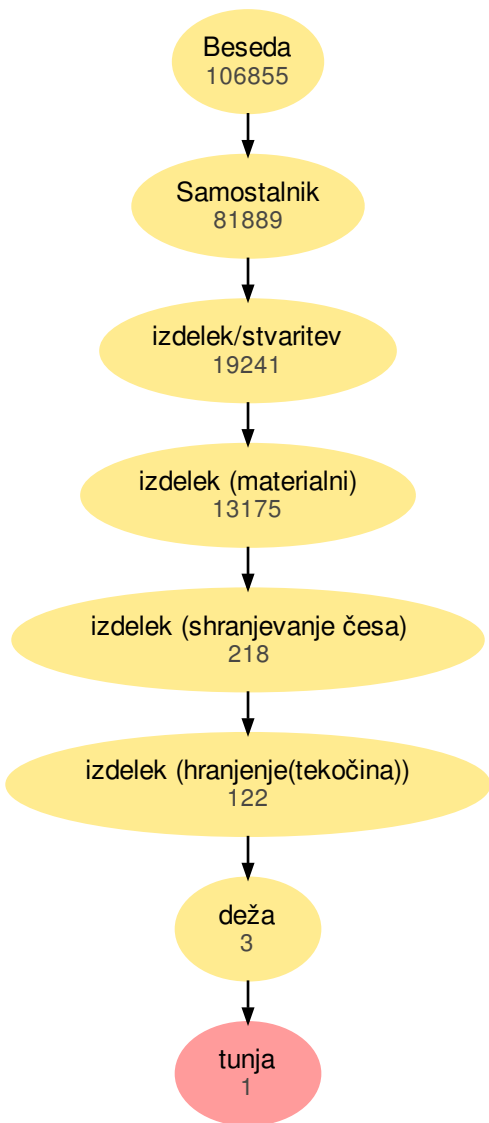 Beseda
106855
Samostalnik
81889
izdelek/stvaritev
19241
izdelek (materialni)
13175
izdelek (shranjevanje česa)
218
izdelek (hranjenje(tekočina))
122
deža
3
tunja
1